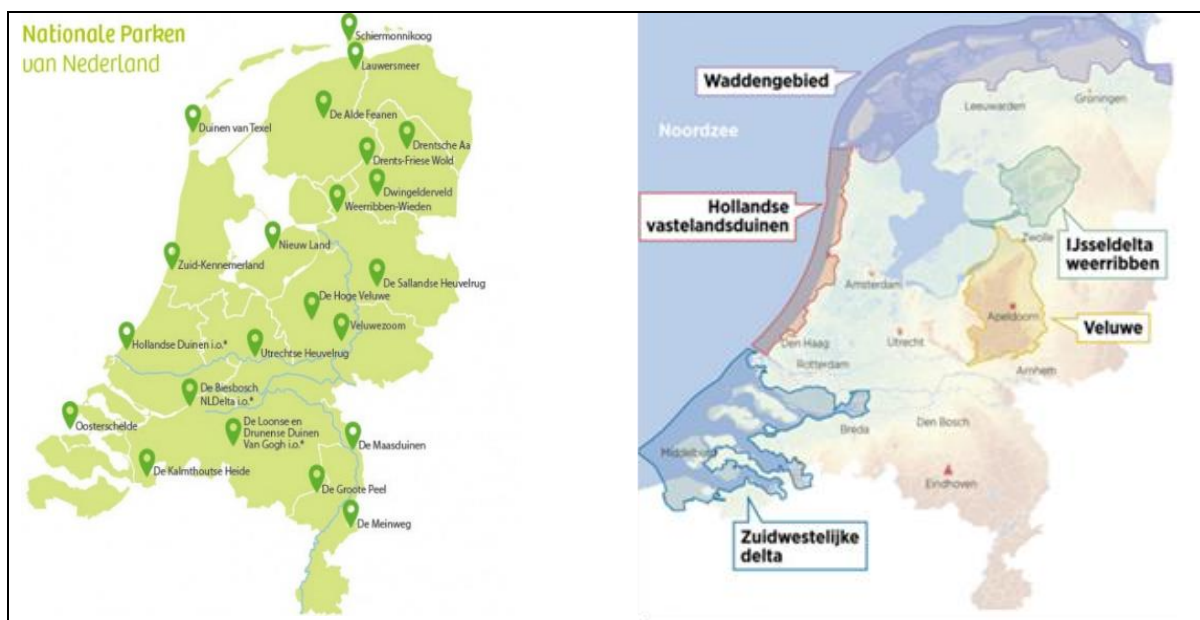 Nationale Parken
van Nederland
Schiermonnikoog
Lauwersmeer
De Alde Feanen
Duinen van Texel
Drentsche Aa
Drents-Friese Wold
Dwingelderveld
Weerribben-Wieden
Nieuw Land
Zuid-Kennemerland
De Sallandse Heuvelrug
De Hoge Veluwe
Veluwezoom
Hollandse Duinen i.o.*
Utrechtse Heuvelrug
De Biesbosch
NLDelta i.o.*
Oosterschelde
De Loonse en
Drunense Duinen
Van Gogh i.o.*
De Maasduinen
De Kalmthoutse Heide
De Groote Peel
De Meinweg
Waddengebied
Leeuwarden
Groningen
Noordzee
Hollandse
vastelandsduinen
Zwolle
IJsseldelta
weerribben
Amsterdam
Apeldoorn
Veluwe
Den Haag
Utrecht
Rotterdam
Arnhem
Breda
Den Bosch
Middelburg
Eindhoven
Zuidwestelijke
delta